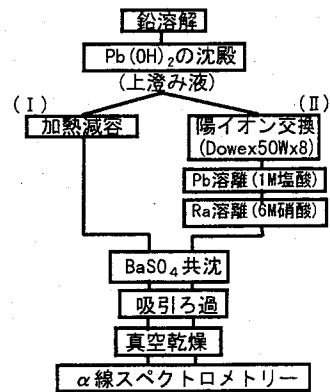 鉛溶解
Pb(OH)₂の沈殿
(上澄み液)
(Ⅰ)
(Ⅱ)
加熱減容
陽イオン交換
(Dowex50Wx8)
Pb溶離(1M塩酸)
Ra溶離(6M硝酸)
BaSO₄共沈
吸引ろ過
真空乾燥
α線スペクトロメトリー